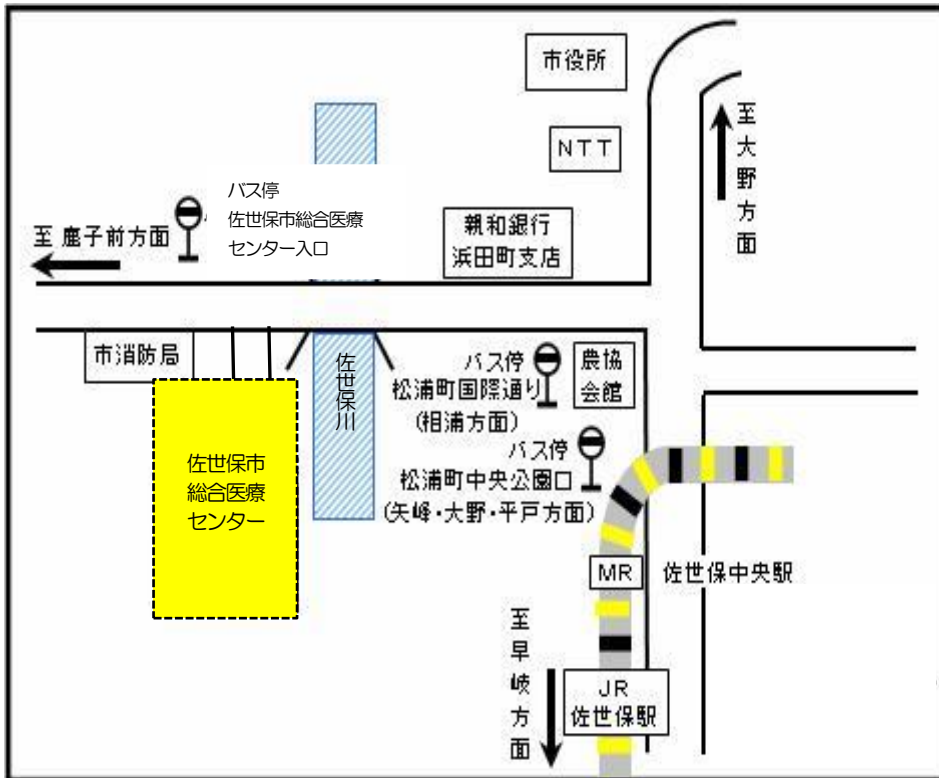 市役所
NTT
至大野方面
バス停
佐世保市総合医療
センター入口
至 鹿子前方面
親和銀行
浜田町支店
市消防局
佐世保川
バス停
松浦町国際通り
(相浦方面)
農協
会館
バス停
松浦町中央公園口
(矢峰・大野・平戸方面)
佐世保市
総合医療
センター
MR
佐世保中央駅
至早岐方面
JR
佐世保駅